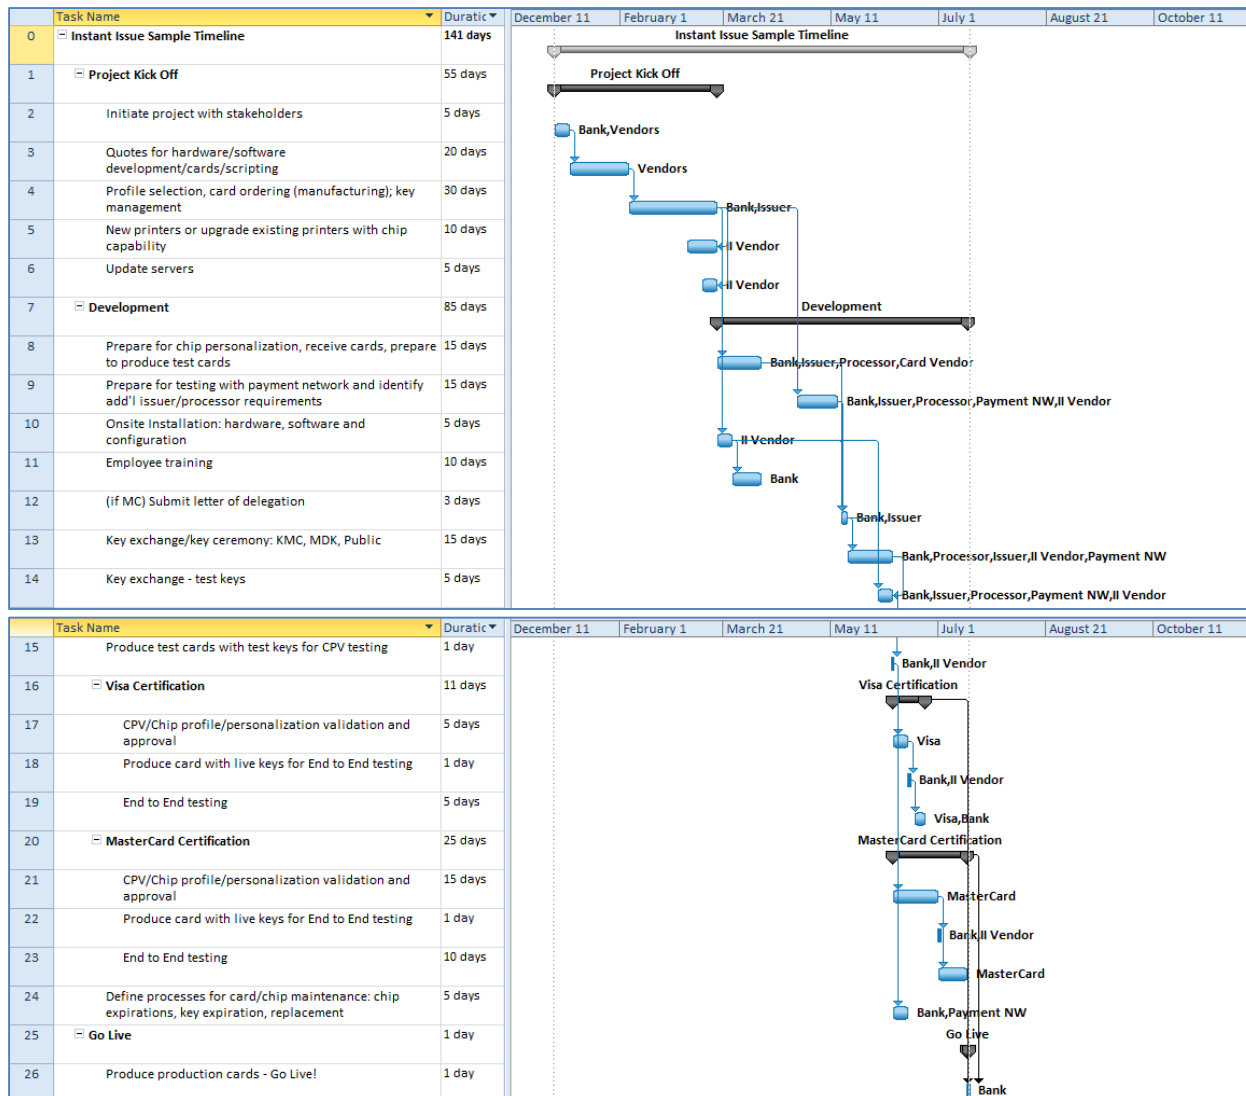 Task Name Duratic December 11 February 1 March 21 May 11 July 1 August 21 October 11
0 Instant Issue Sample Timeline 141 days Instant Issue Sample Timeline
1 Project Kick Off 55 days Project Kick Off
2 Initiate project with stakeholders 5 days Bank,Vendors
3 Quotes for hardware/software 20 days
development/cards/scripting Vendors
4 Profile selection, card ordering (manufacturing); key 30 days
management Bank,Issuer
5 New printers or upgrade existing printers with chip 10 days
capability II Vendor
6 Update servers 5 days
II Vendor
7 Development 85 days Development
8 Prepare for chip personalization, receive cards, prepare 15 days
to produce test cards Bank,Issuer,Processor,Card Vendor
9 Prepare for testing with payment network and identify 15 days
add'l issuer/processor requirements Bank,Issuer,Processor,Payment NW,II Vendor
10 Onsite Installation: hardware, software and 5 days
configuration II Vendor
11 Employee training 10 days
Bank
12 (if MC) Submit letter of delegation 3 days
Bank,Issuer
13 Key exchange/key ceremony: KMC, MDK, Public 15 days
Bank,Processor,Issuer,II Vendor,Payment NW
14 Key exchange - test keys 5 days
Bank,Issuer,Processor,Payment NW,II Vendor
Task Name Duratic December 11 February 1 March 21 May 11 July 1 August 21 October 11
15 Produce test cards with test keys for CPV testing 1 day
Bank,II Vendor
16 Visa Certification 11 days Visa Certification
17 CPV/Chip profile/personalization validation and 5 days
approval Visa
18 Produce card with live keys for End to End testing 1 day
Bank,II Vendor
19 End to End testing 5 days
Visa,Bank
20 MasterCard Certification 25 days MasterCard Certification
21 CPV/Chip profile/personalization validation and 15 days
approval MasterCard
22 Produce card with live keys for End to End testing 1 day
Bank,II Vendor
23 End to End testing 10 days
MasterCard
24 Define processes for card/chip maintenance: chip 5 days
expirations, key expiration, replacement Bank,Payment NW
25 Go Live 1 day Go Live
26 Produce production cards - Go Live! 1 day
Bank